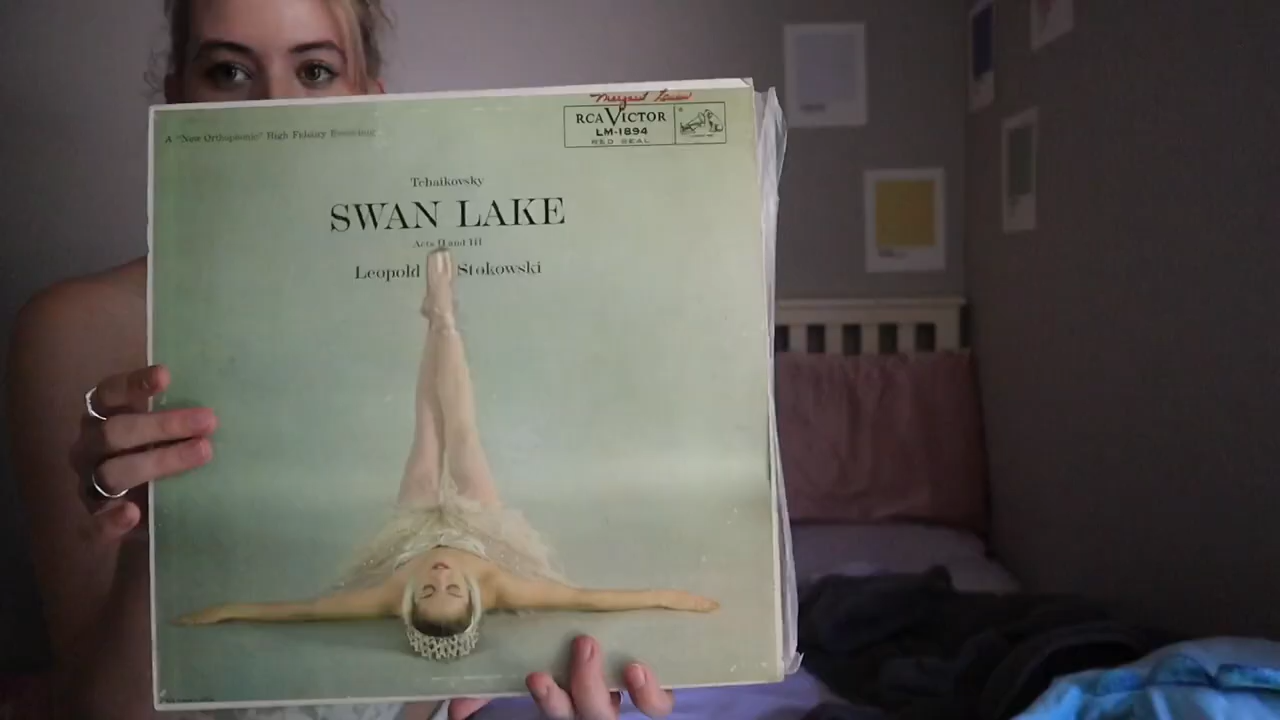 Margaret
A "New Orthophonic" High Fidelity Recording
RCA VICTOR
LM-1894
RED SEAL
Tchaikovsky
SWAN LAKE
Acts II and III
Leopold Stokowski